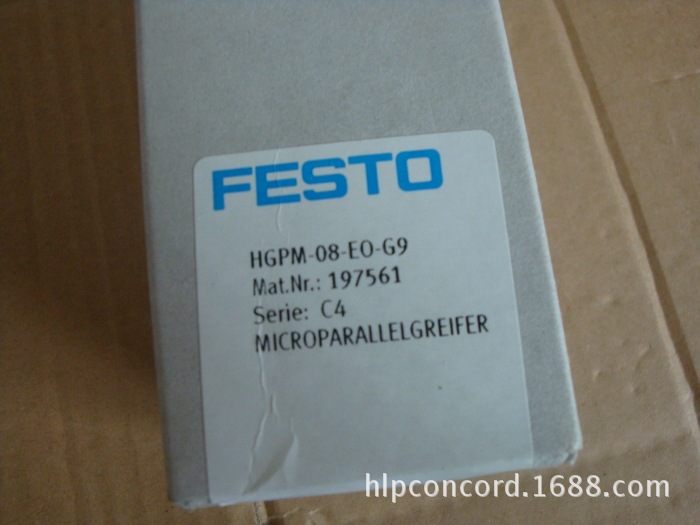 FESTO
HGPM-08-EO-G9
Mat.Nr.: 197561
Serie: C4
MICROPARALLELGREIFER
hlpconcord.1688.com